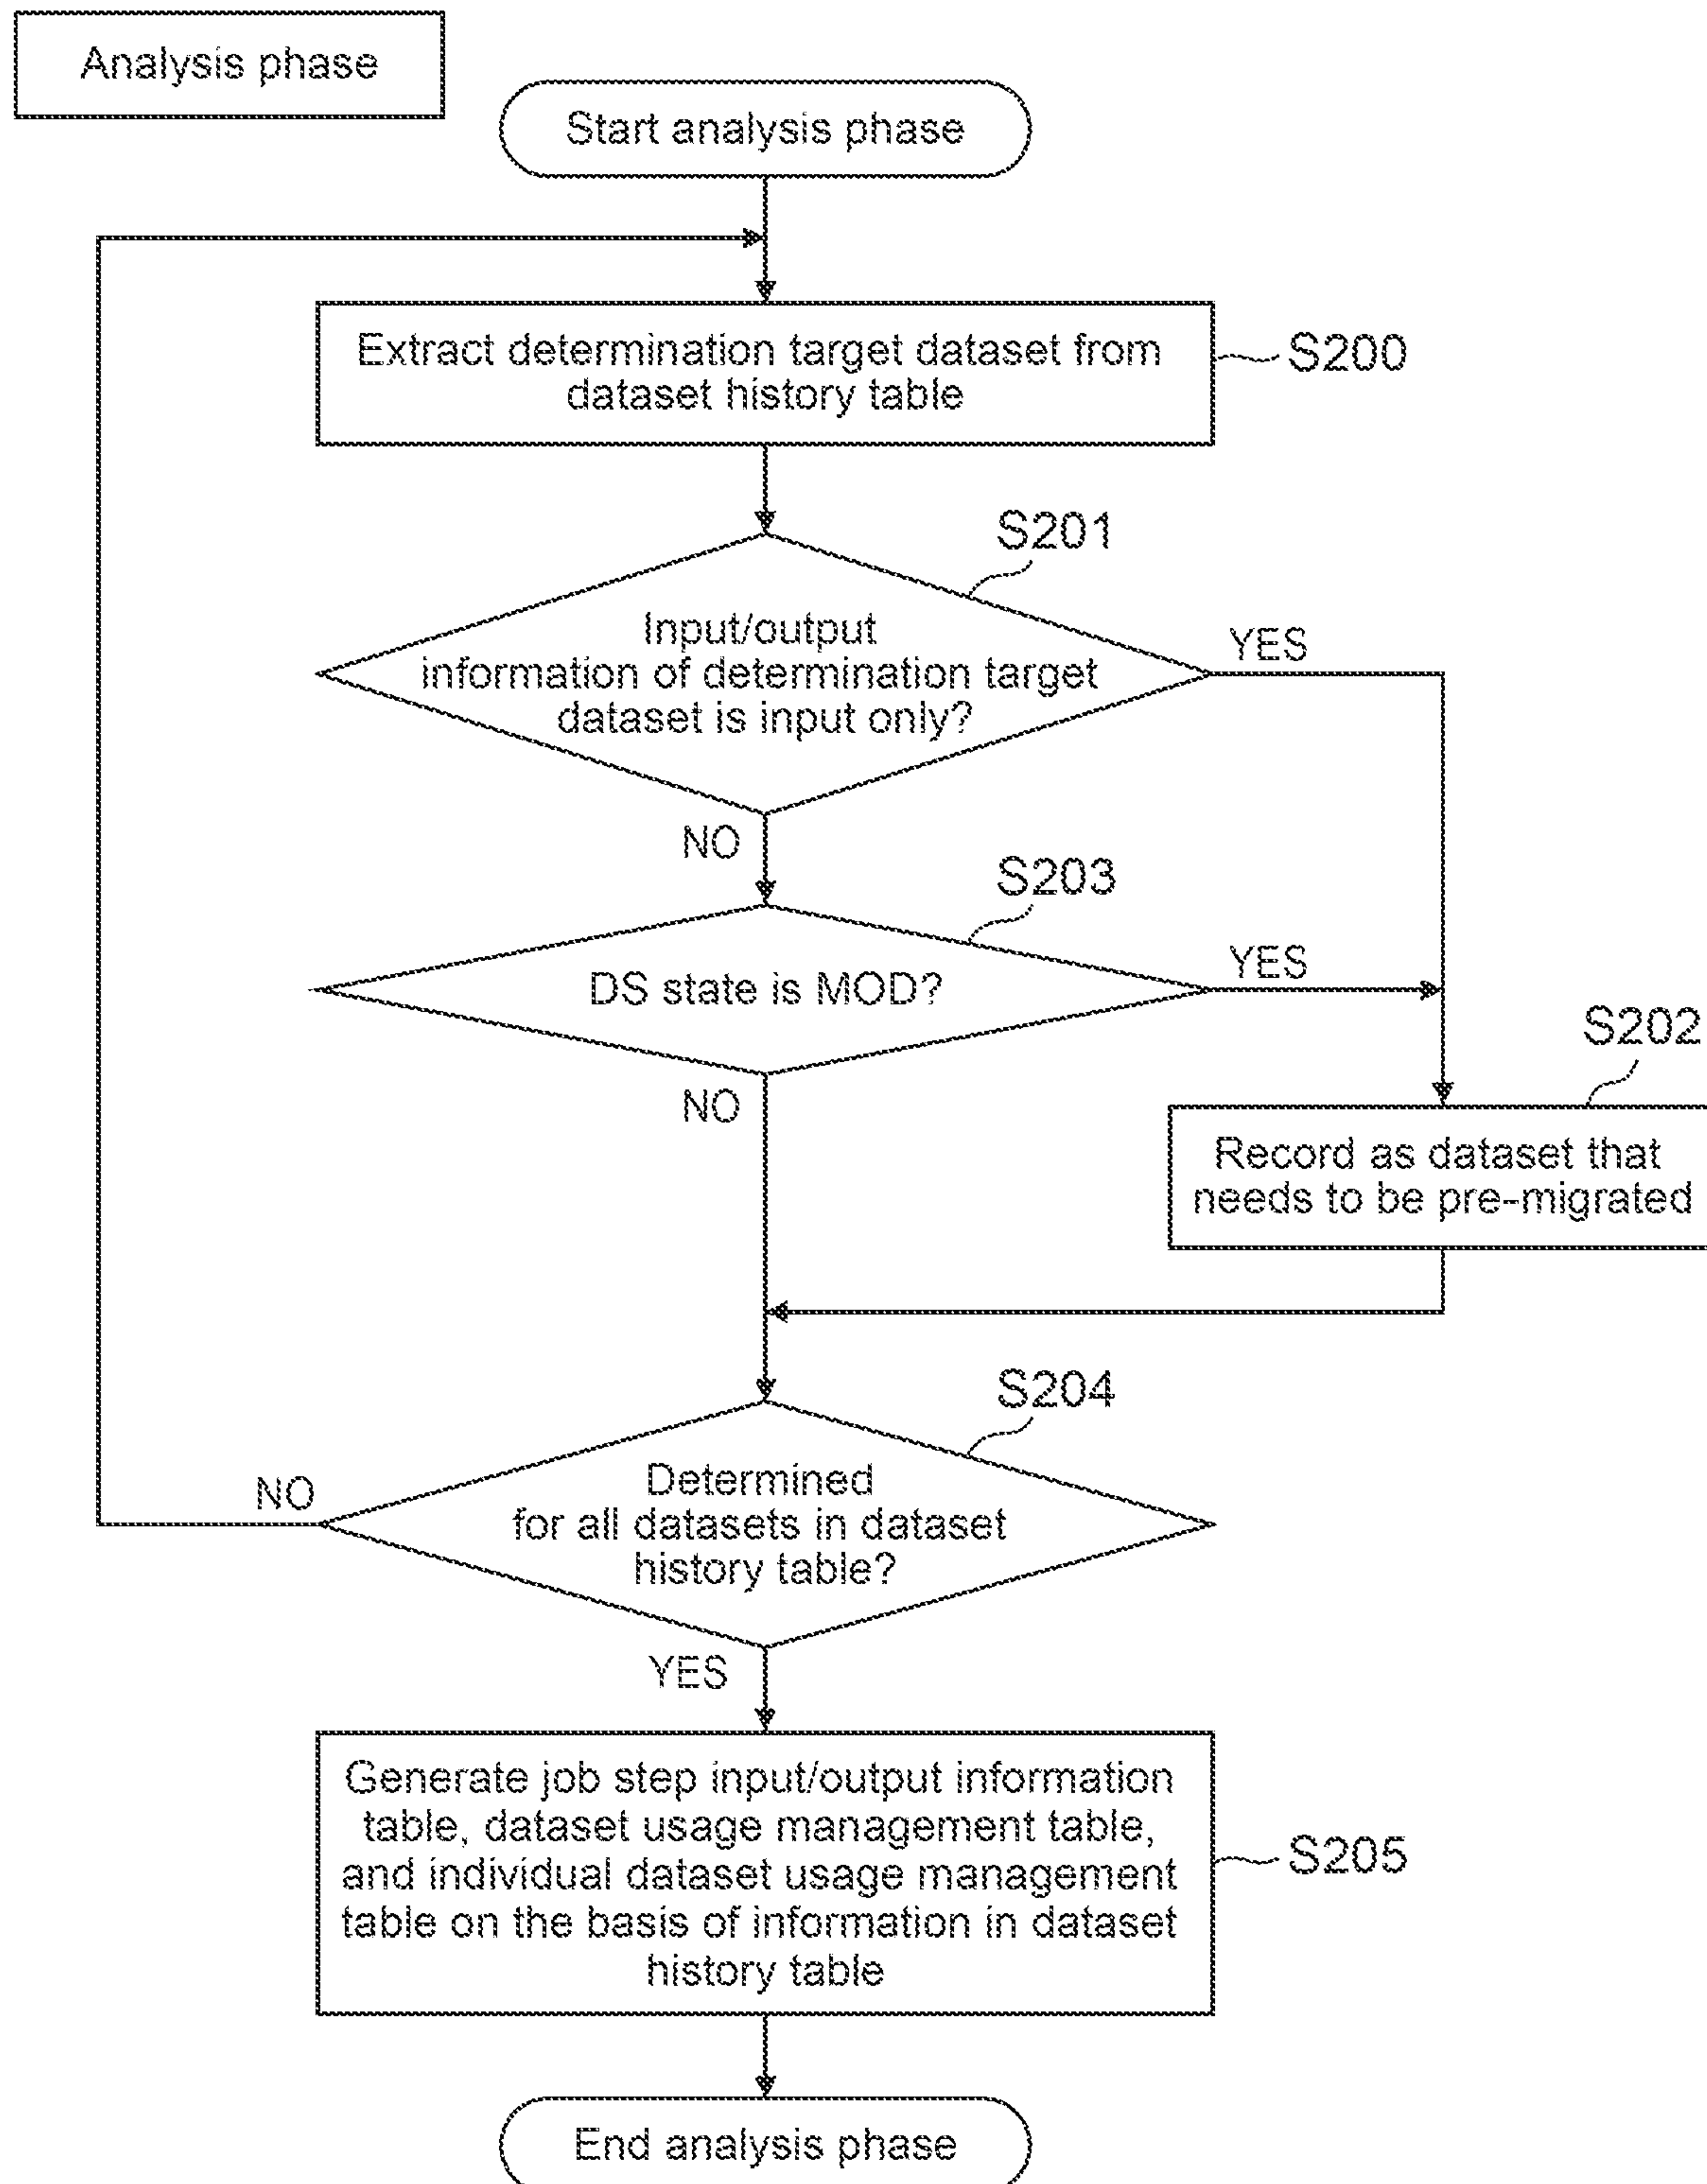 Analysis phase
Start analysis phase
Extract determination target dataset from
dataset history table
S200
S201
Input/output
information of determination target
dataset is input only?
YES
NO
S203
DS state is MOD?
YES
NO
S202
Record as dataset that
needs to be pre-migrated
S204
Determined
for all datasets in dataset
history table?
NO
YES
Generate job step input/output information
table, dataset usage management table,
and individual dataset usage management
table on the basis of information in dataset
history table
S205
End analysis phase